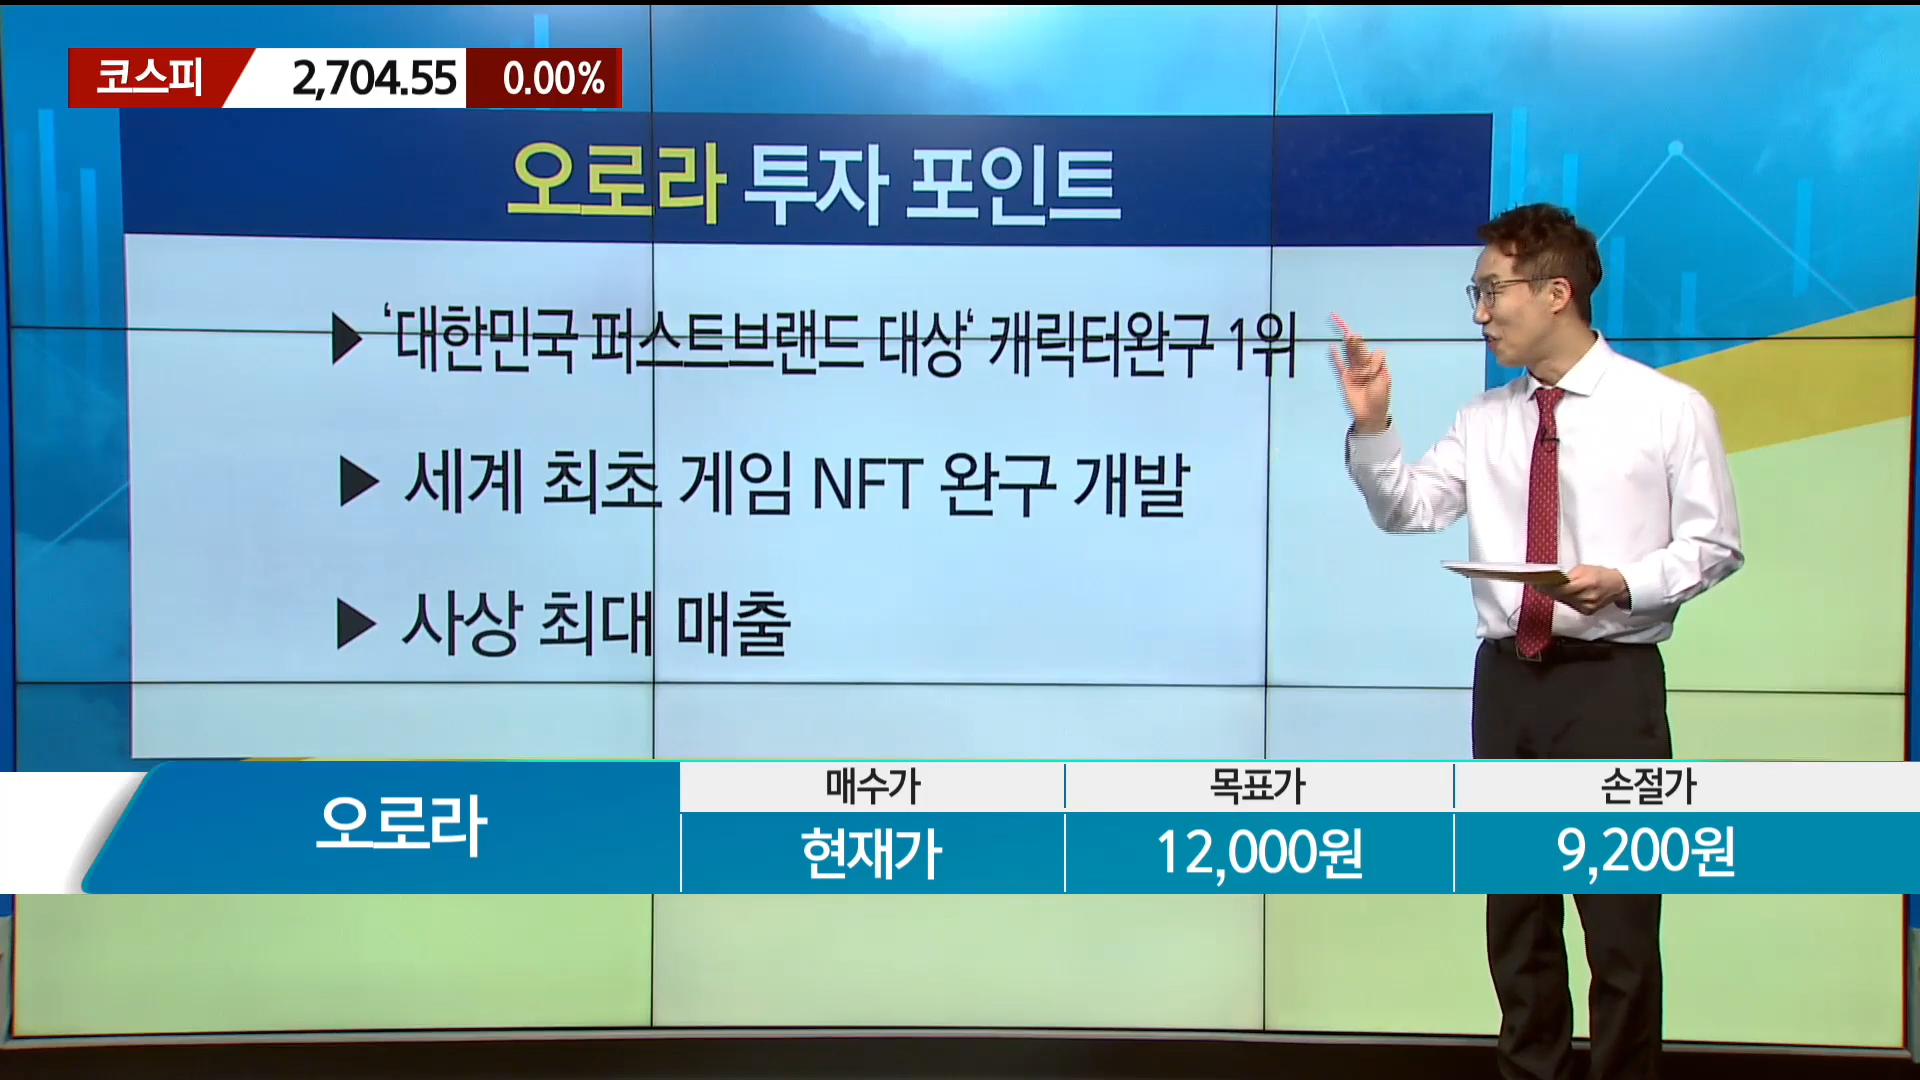 코스피 2,704.55 0.00%
오로라 투자 포인트
▶ ‘대한민국 퍼스트브랜드 대상‘ 캐릭터완구 1위
▶ 세계 최초 게임 NFT 완구 개발
▶ 사상 최대 매출
오로라
매수가 목표가 손절가
현재가 12,000원 9,200원